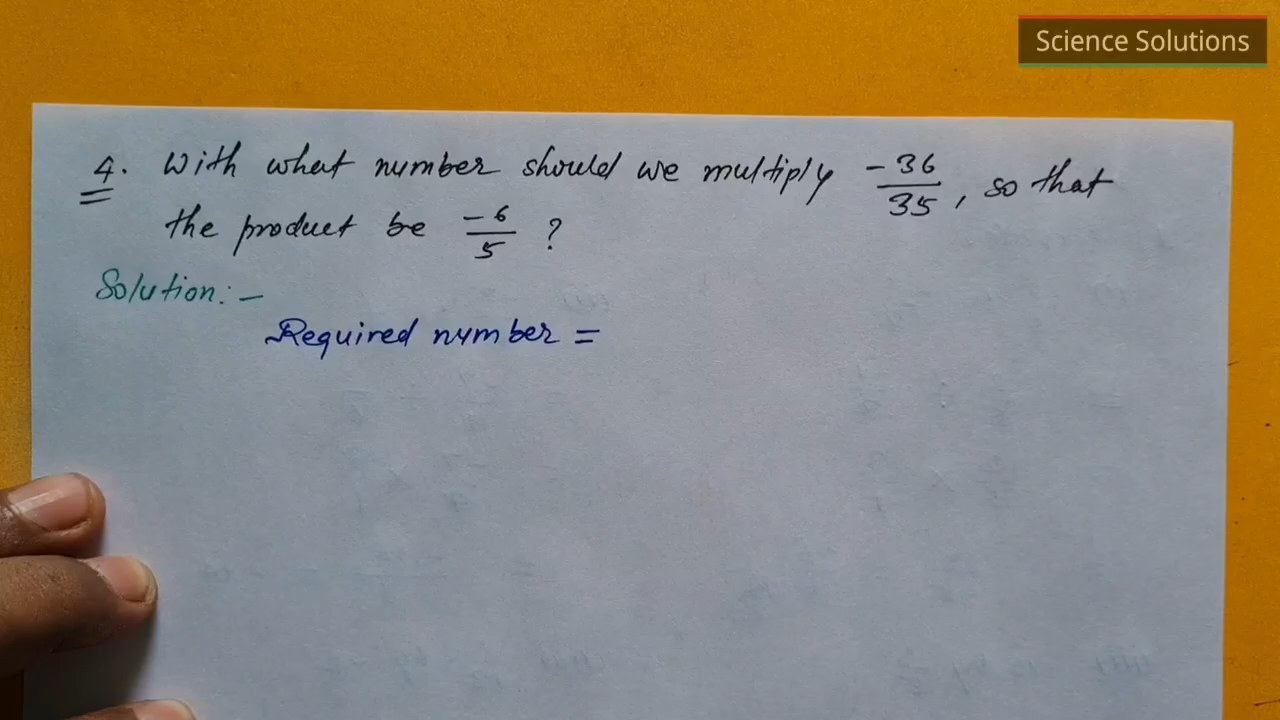 Science Solutions
4. With what number should we multiply -36/35, so that
the product be -6/5 ?
Solution:-
Required number =